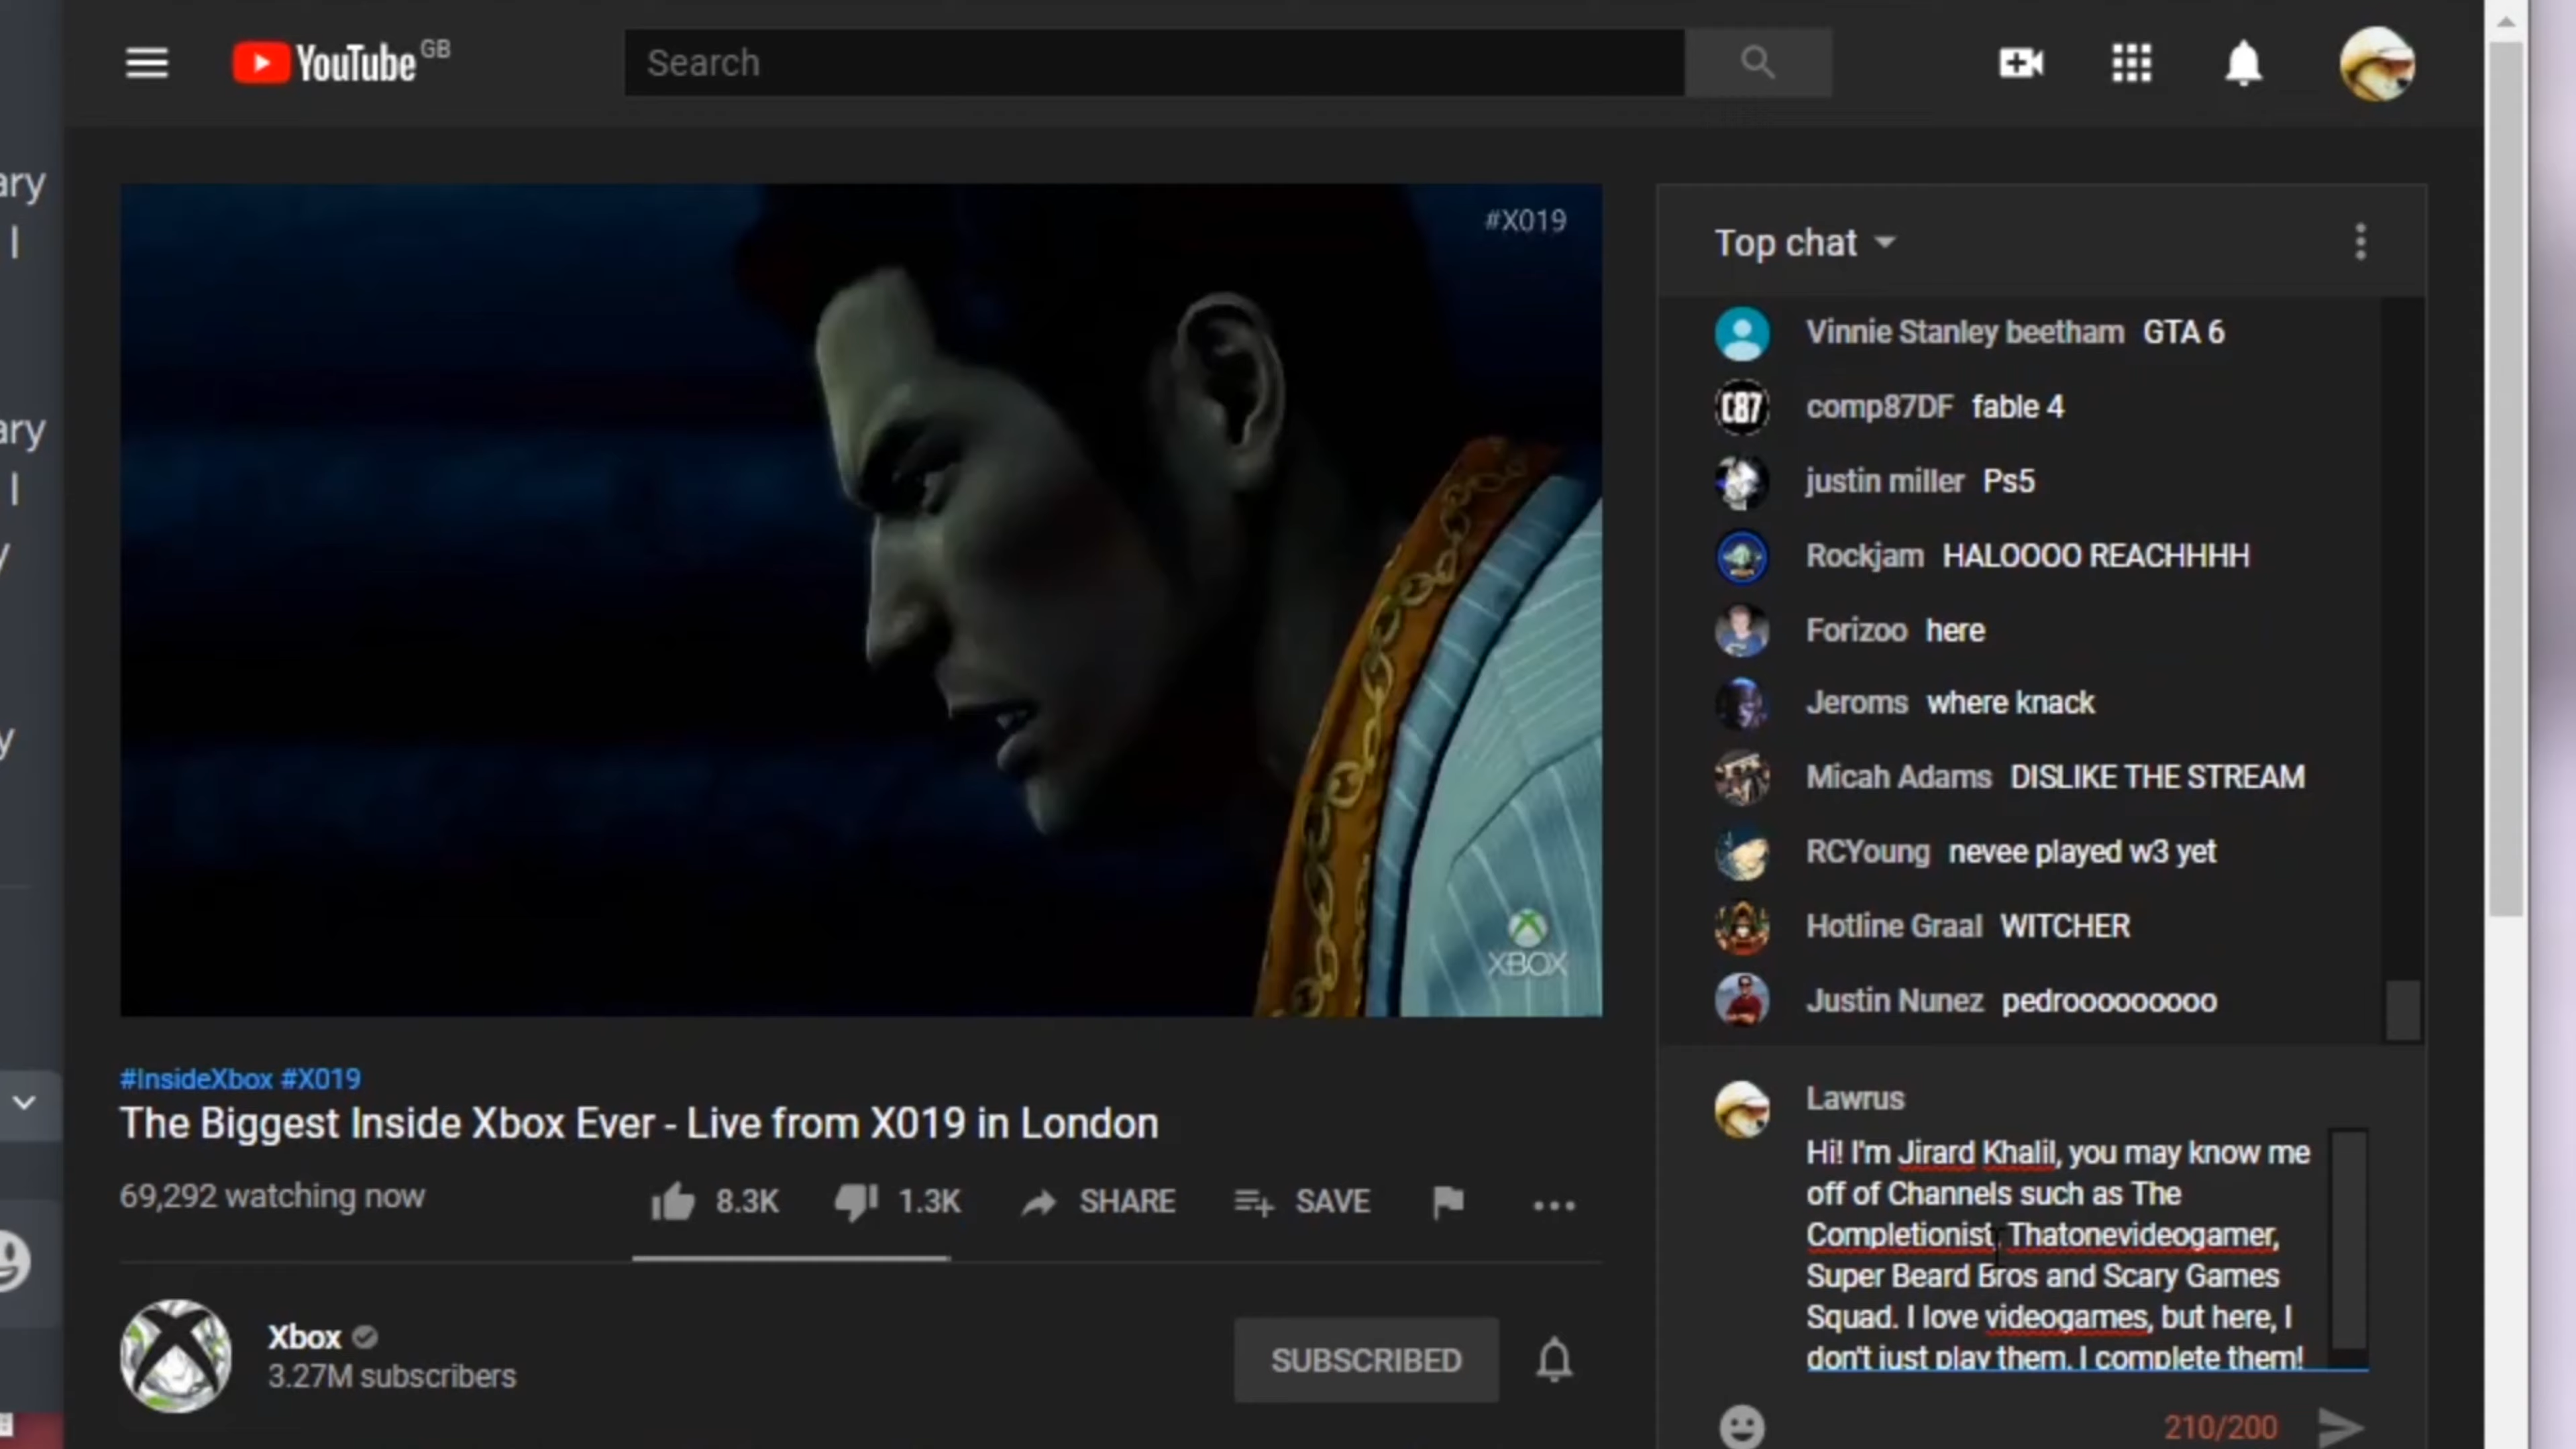 YouTube GB
Search
ary
I
ary
I
y
y
#X019
XBOX
#InsideXbox #X019
The Biggest Inside Xbox Ever - Live from X019 in London
69,292 watching now
8.3K
1.3K
SHARE
SAVE
Xbox
3.27M subscribers
SUBSCRIBED
Top chat
Vinnie Stanley beetham GTA 6
C87
comp87DF fable 4
justin miller Ps5
Rockjam HALOOOO REACHHHH
Forizoo here
Jeroms where knack
Micah Adams DISLIKE THE STREAM
RCYoung nevee played w3 yet
Hotline Graal WITCHER
Justin Nunez pedrooooooooo
Lawrus
Hi! I'm Jirard Khalil, you may know me
off of Channels such as The
Completionist, Thatonevideogamer,
Super Beard Bros and Scary Games
Squad. I love videogames, but here, I
don't just play them, I complete them!
210/200